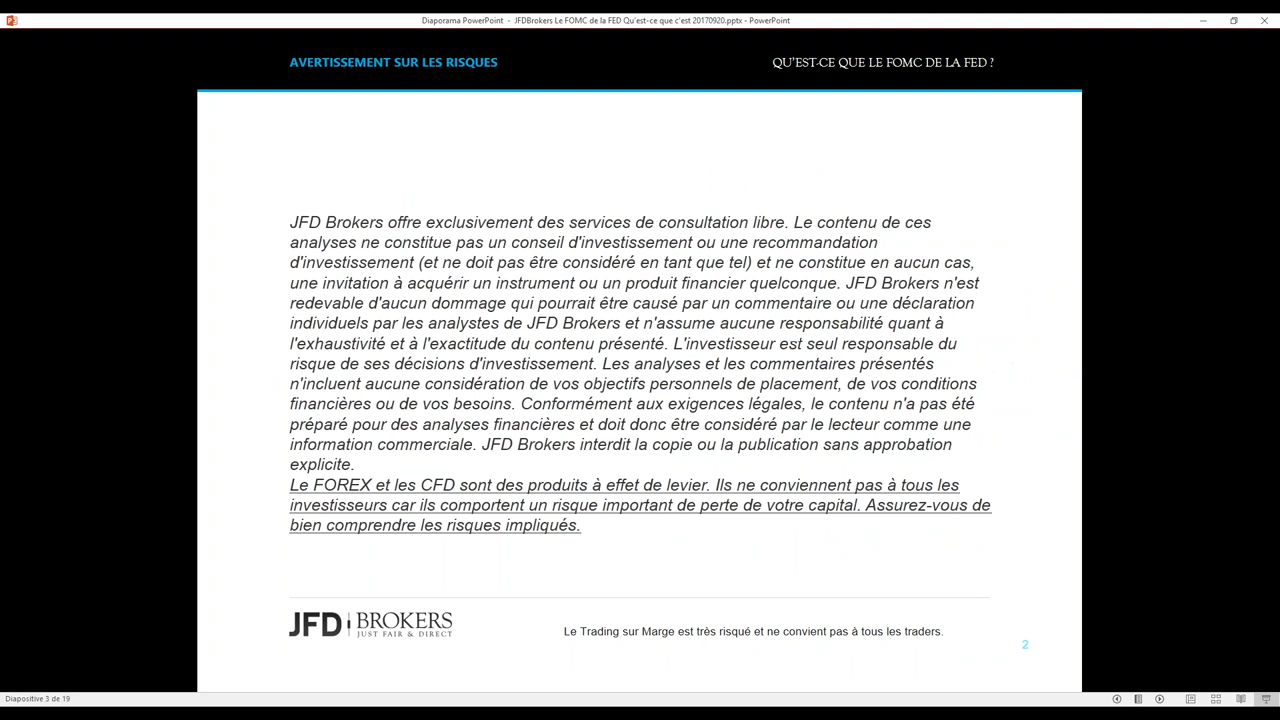 Diaporama PowerPoint - JFDBrokers Le FOMC de la FED Qu'est-ce que c'est 20170920.pptx - PowerPoint
AVERTISSEMENT SUR LES RISQUES
QU'EST-CE QUE LE FOMC DE LA FED ?
JFD Brokers offre exclusivement des services de consultation libre. Le contenu de ces
analyses ne constitue pas un conseil d'investissement ou une recommandation
d'investissement (et ne doit pas être considéré en tant que tel) et ne constitue en aucun cas,
une invitation à acquérir un instrument ou un produit financier quelconque. JFD Brokers n'est
redevable d'aucun dommage qui pourrait être causé par un commentaire ou une déclaration
individuels par les analystes de JFD Brokers et n'assume aucune responsabilité quant à
l'exhaustivité et à l'exactitude du contenu présenté. L'investisseur est seul responsable du
risque de ses décisions d'investissement. Les analyses et les commentaires présentés
n'incluent aucune considération de vos objectifs personnels de placement, de vos conditions
financières ou de vos besoins. Conformément aux exigences légales, le contenu n'a pas été
préparé pour des analyses financières et doit donc être considéré par le lecteur comme une
information commerciale. JFD Brokers interdit la copie ou la publication sans approbation
explicite.
Le FOREX et les CFD sont des produits à effet de levier. Ils ne conviennent pas à tous les
investisseurs car ils comportent un risque important de perte de votre capital. Assurez-vous de
bien comprendre les risques impliqués.
JFD BROKERS
JUST FAIR & DIRECT
Le Trading sur Marge est très risqué et ne convient pas à tous les traders.
2
Diapositive 3 de 19